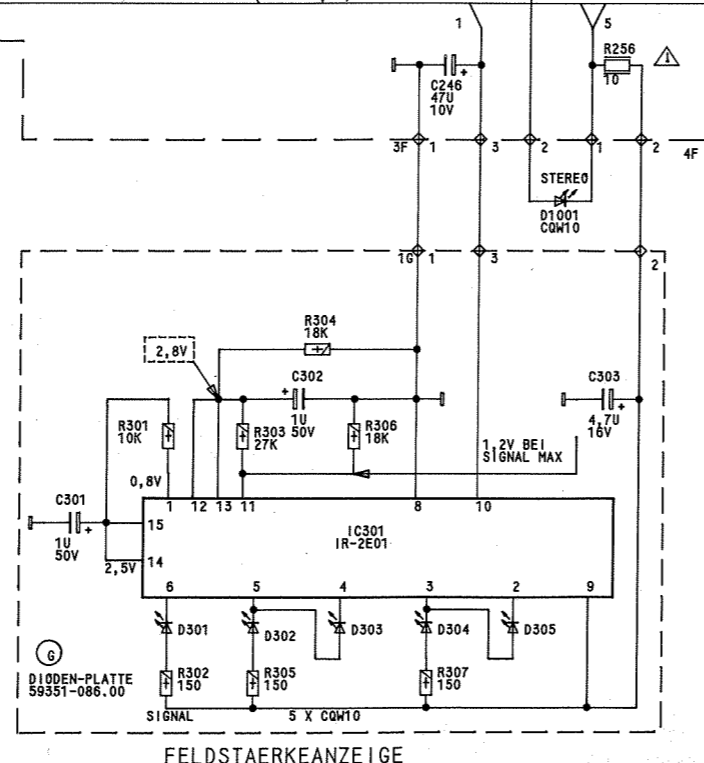 1
5
R256
10
C246
47U
10V
3F
1
3
2
1
2
4F
STEREO
D1001
CQW10
1G
1
3
2
R304
18K
2,8V
C302
1U
50V
C303
4,7U
16V
R301
10K
R303
27K
R306
18K
1,2V BEI
SIGNAL MAX
0,8V
1
12
13
11
8
10
C301
1U
50V
15
14
2,5V
IC301
IR-2E01
6
5
4
3
2
9
D301
D302
D303
D304
D305
G
R302
150
R305
150
R307
150
DIODEN-PLATTE
59351-086.00
SIGNAL
5 X CQW10
FELDSTAERKEANZEIGE